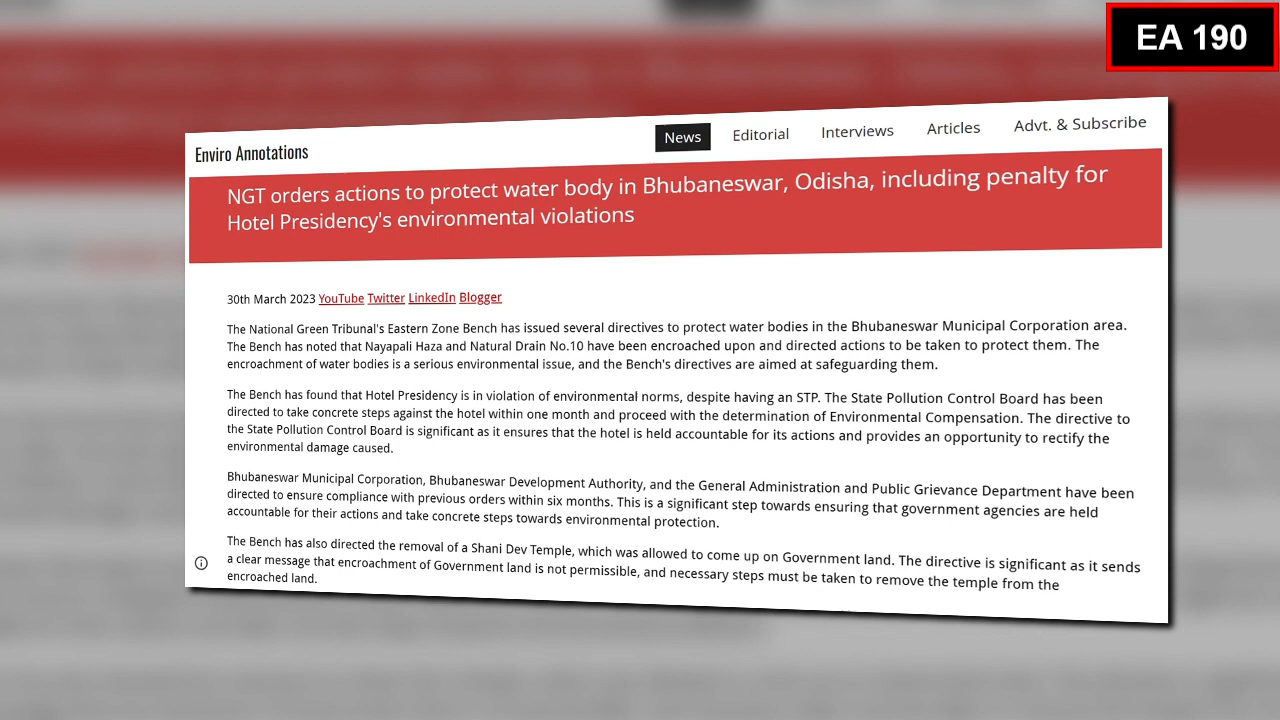 EA 190
Enviro Annotations
News Editorial Interviews Articles Advt. & Subscribe
NGT orders actions to protect water body in Bhubaneswar, Odisha, including penalty for
Hotel Presidency's environmental violations
30th March 2023 YouTube Twitter LinkedIn Blogger
The National Green Tribunal's Eastern Zone Bench has issued several directives to protect water bodies in the Bhubaneswar Municipal Corporation area.
The Bench has noted that Nayapali Haza and Natural Drain No.10 have been encroached upon and directed actions to be taken to protect them. The
encroachment of water bodies is a serious environmental issue, and the Bench's directives are aimed at safeguarding them.
The Bench has found that Hotel Presidency is in violation of environmental norms, despite having an STP. The State Pollution Control Board has been
directed to take concrete steps against the hotel within one month and proceed with the determination of Environmental Compensation. The directive to
the State Pollution Control Board is significant as it ensures that the hotel is held accountable for its actions and provides an opportunity to rectify the
environmental damage caused.
Bhubaneswar Municipal Corporation, Bhubaneswar Development Authority, and the General Administration and Public Grievance Department have been
directed to ensure compliance with previous orders within six months. This is a significant step towards ensuring that government agencies are held
accountable for their actions and take concrete steps towards environmental protection.
The Bench has also directed the removal of a Shani Dev Temple, which was allowed to come up on Government land. The directive is significant as it sends
a clear message that encroachment of Government land is not permissible, and necessary steps must be taken to remove the temple from the
encroached land.